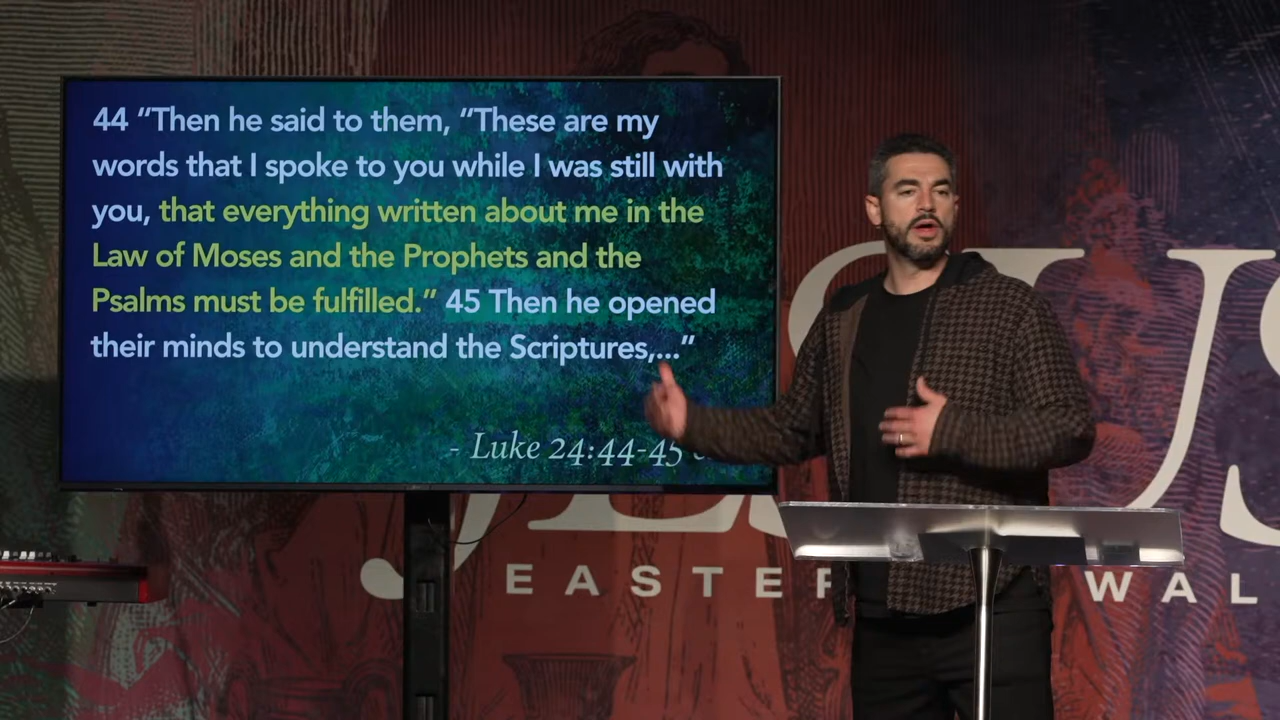 44 “Then he said to them, “These are my
words that I spoke to you while I was still with
you, that everything written about me in the
Law of Moses and the Prophets and the
Psalms must be fulfilled.” 45 Then he opened
their minds to understand the Scriptures,...”
- Luke 24:44-45
EASTER WAL